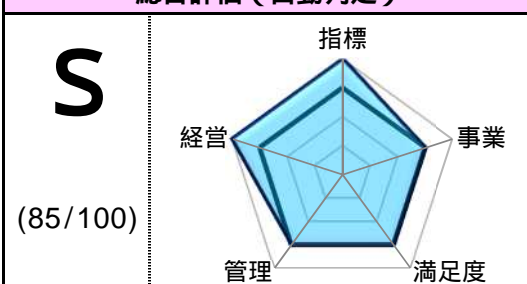 S
(85/100)
指標
経営
事業
管理
満足度